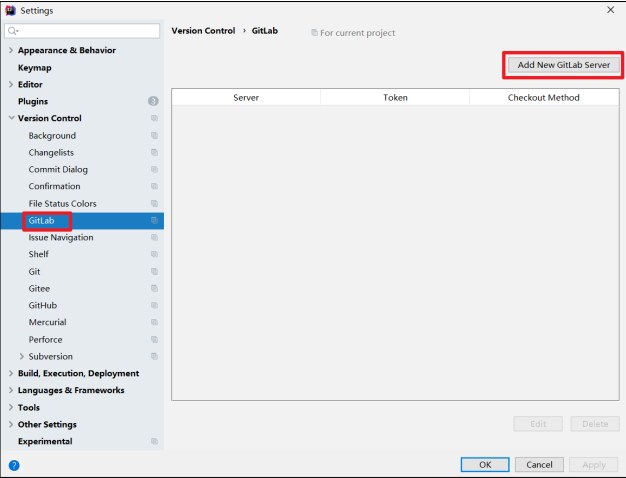 Settings
Version Control › GitLab For current project
Add New GitLab Server
Appearance & Behavior
Keymap
Editor
Plugins 3
Version Control
Background
Changelists
Commit Dialog
Confirmation
File Status Colors
GitLab
Issue Navigation
Shelf
Git
Gitee
GitHub
Mercurial
Perforce
Subversion
Build, Execution, Deployment
Languages & Frameworks
Tools
Other Settings
Experimental
Server Token Checkout Method
Edit Delete
? OK Cancel Apply